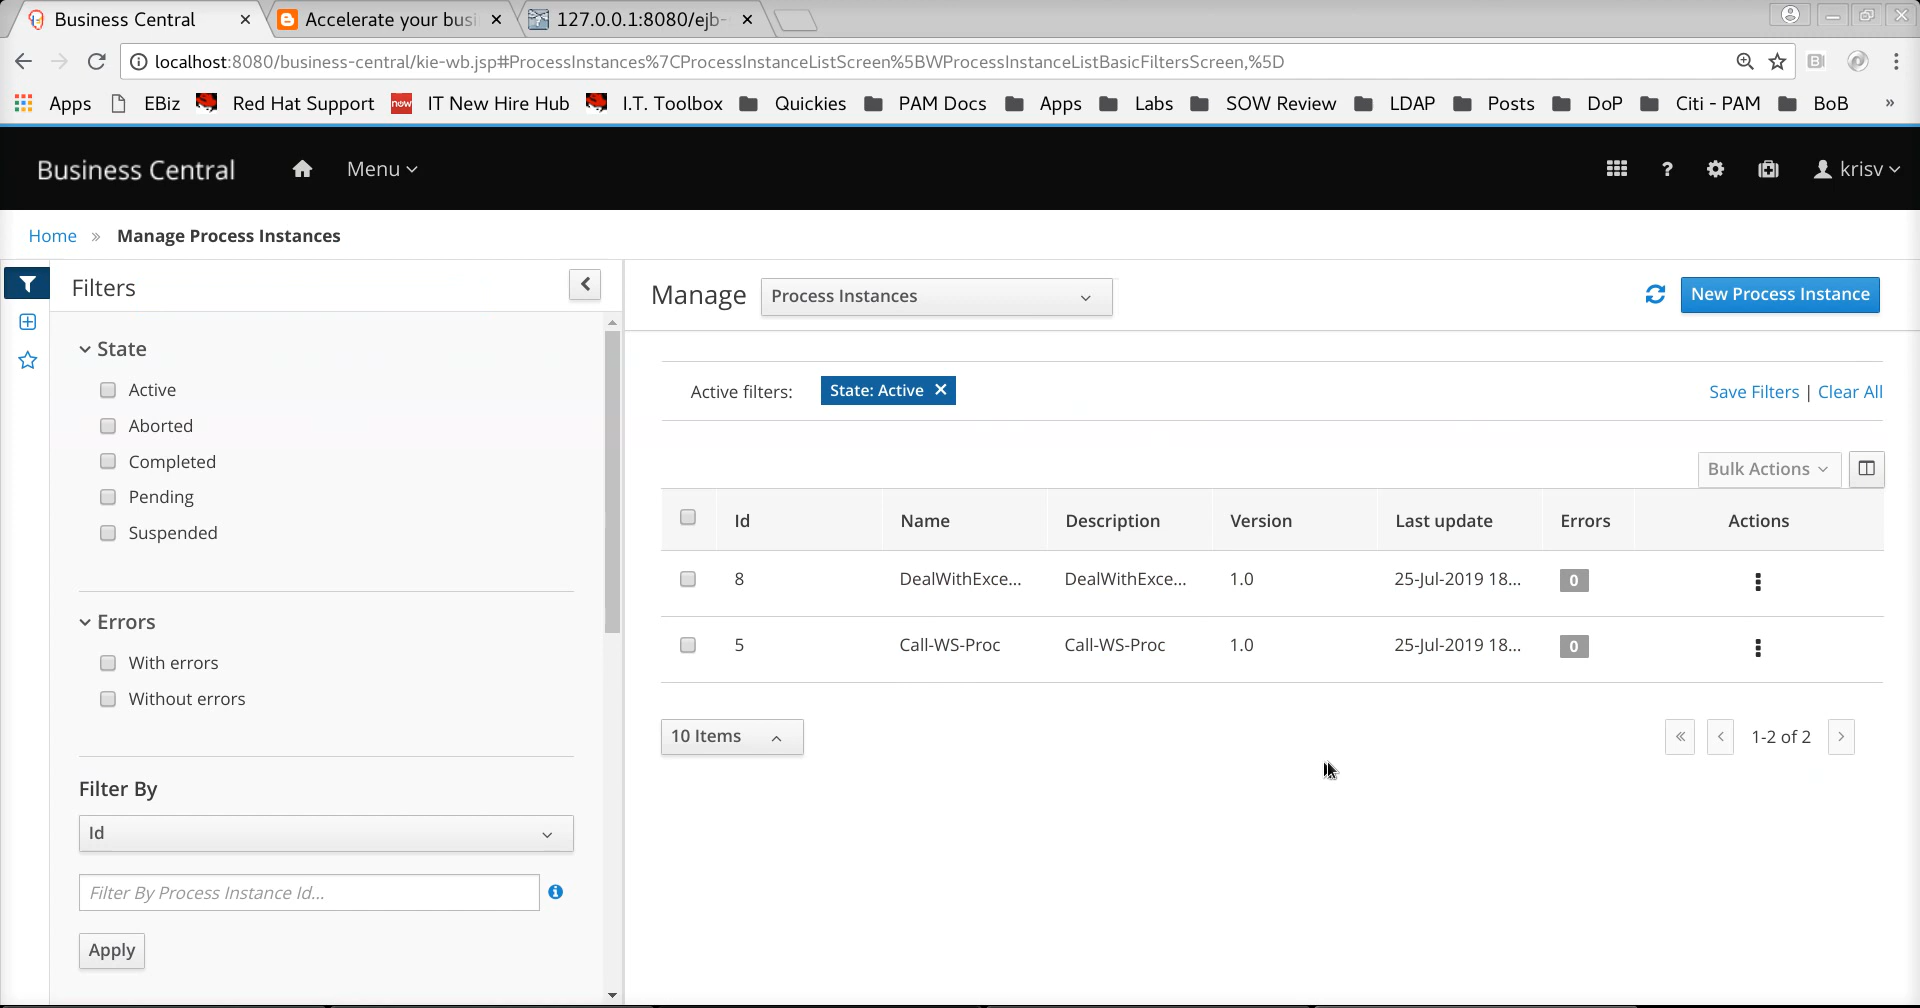 Business Central
Accelerate your busi
127.0.0.1:8080/ejb-
localhost:8080/business-central/kie-wb.jsp#ProcessInstances%7CProcessInstanceListScreen%5BWProcessInstanceListBasicFiltersScreen,%5D
Apps EBiz Red Hat Support now IT New Hire Hub I.T. Toolbox Quickies PAM Docs Apps Labs SOW Review LDAP Posts DoP Citi - PAM BoB »
Business Central Menu ? krisv
Home » Manage Process Instances
Filters
State
Active
Aborted
Completed
Pending
Suspended
Errors
With errors
Without errors
Filter By
Id
Filter By Process Instance Id...
Apply
Manage Process Instances New Process Instance
Active filters: State: Active ✕ Save Filters | Clear All
Bulk Actions
Id Name Description Version Last update Errors Actions
8 DealWithExce... DealWithExce... 1.0 25-Jul-2019 18... 0
5 Call-WS-Proc Call-WS-Proc 1.0 25-Jul-2019 18... 0
10 Items « ‹ 1-2 of 2 ›